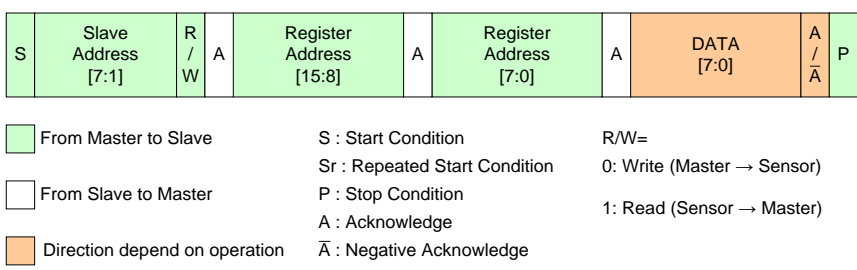 S
Slave
Address
[7:1]
R
/
W
A
Register
Address
[15:8]
A
Register
Address
[7:0]
A
DATA
[7:0]
A
/
A̅
P
From Master to Slave
S : Start Condition
R/W=
Sr : Repeated Start Condition
0: Write (Master → Sensor)
From Slave to Master
P : Stop Condition
1: Read (Sensor → Master)
A : Acknowledge
Direction depend on operation
A̅ : Negative Acknowledge